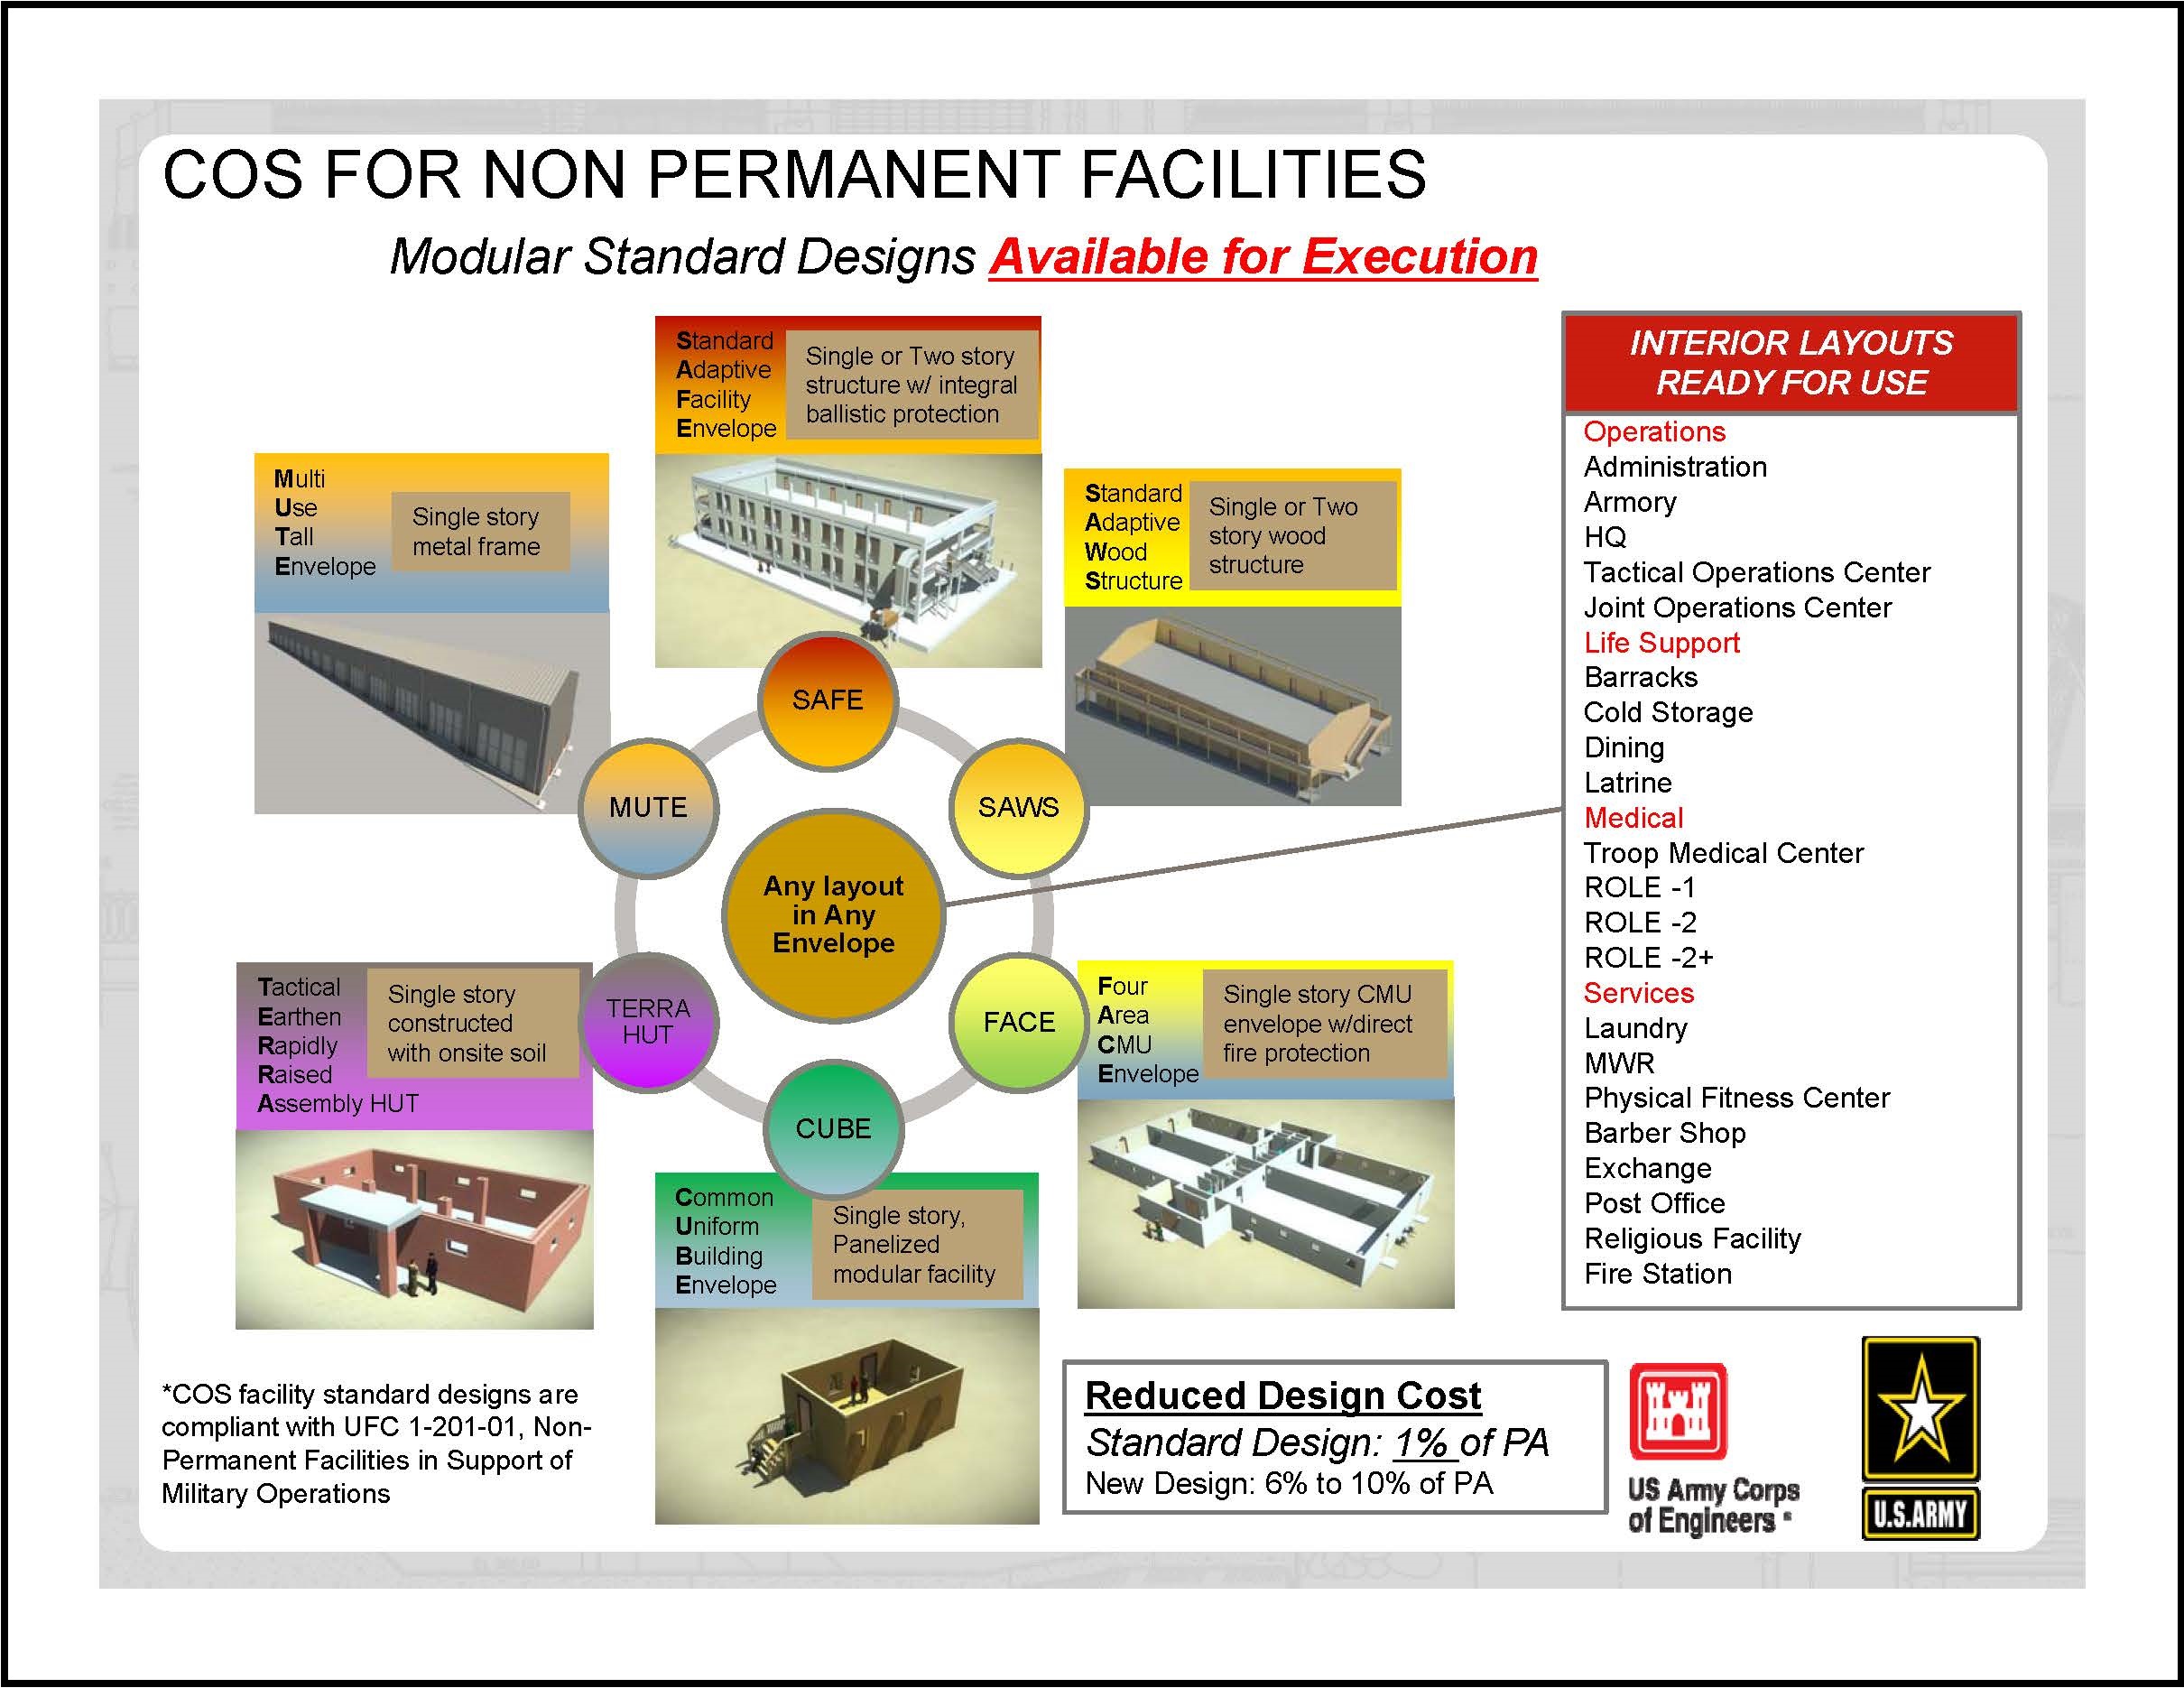 COS FOR NON PERMANENT FACILITIES
Modular Standard Designs Available for Execution
Standard
Adaptive
Facility
Envelope
Single or Two story
structure w/ integral
ballistic protection
Multi
Use
Tall
Envelope
Single story
metal frame
Standard
Adaptive
Wood
Structure
Single or Two
story wood
structure
SAFE
MUTE
SAWS
Any layout
in Any
Envelope
TERRA
HUT
FACE
CUBE
Tactical
Earthen
Rapidly
Raised
Assembly HUT
Single story
constructed
with onsite soil
Four
Area
CMU
Envelope
Single story CMU
envelope w/direct
fire protection
Common
Uniform
Building
Envelope
Single story,
Panelized
modular facility
INTERIOR LAYOUTS
READY FOR USE
Operations
Administration
Armory
HQ
Tactical Operations Center
Joint Operations Center
Life Support
Barracks
Cold Storage
Dining
Latrine
Medical
Troop Medical Center
ROLE -1
ROLE -2
ROLE -2+
Services
Laundry
MWR
Physical Fitness Center
Barber Shop
Exchange
Post Office
Religious Facility
Fire Station
*COS facility standard designs are
compliant with UFC 1-201-01, Non-
Permanent Facilities in Support of
Military Operations
Reduced Design Cost
Standard Design: 1% of PA
New Design: 6% to 10% of PA
US Army Corps
of Engineers
U.S.ARMY